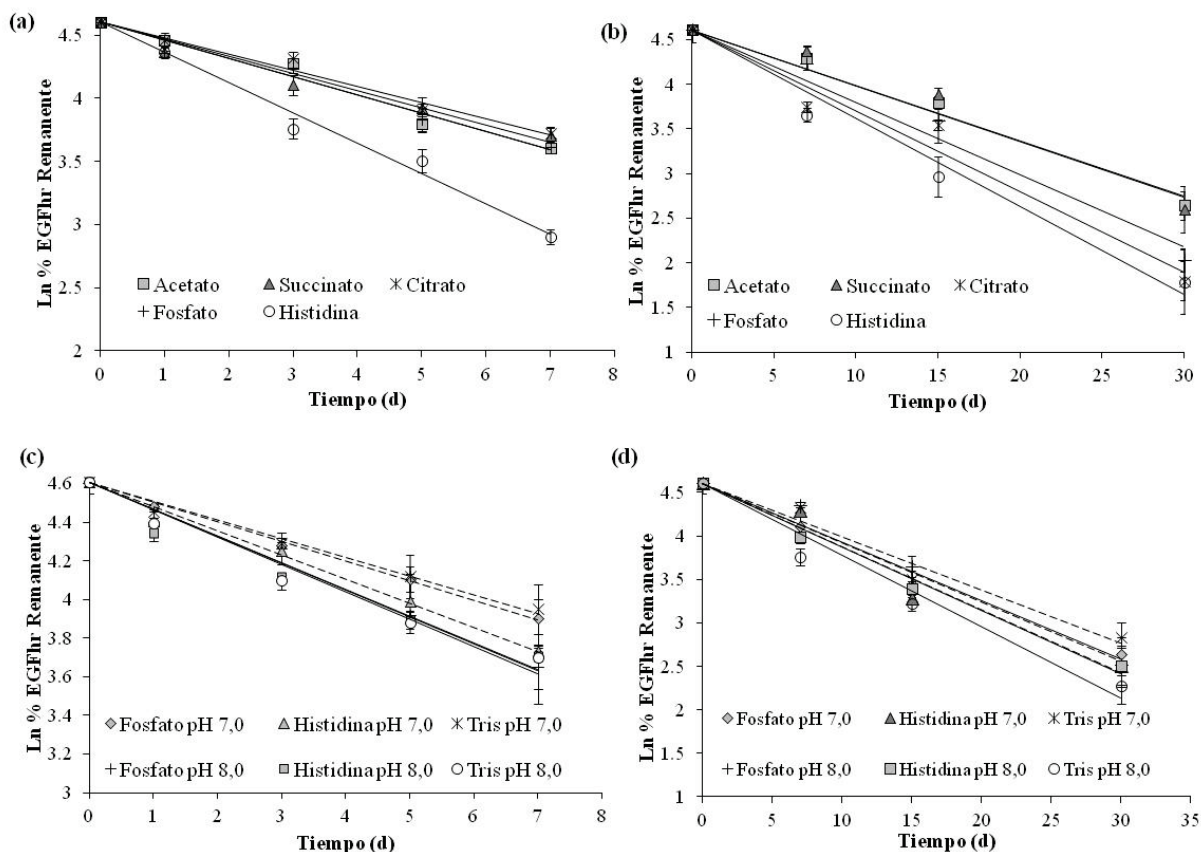 (a)
Ln % EGFhr Remanente
4.5
4
3.5
3
2.5
2
Acetato Succinato Citrato
Fosfato Histidina
0 1 2 3 4 5 6 7 8
Tiempo (d)
(b)
Ln % EGFhr Remanente
4.5
4
3.5
3
2.5
2
1.5
1
Acetato Succinato Citrato
Fosfato Histidina
0 5 10 15 20 25 30
Tiempo (d)
(c)
Ln % EGFhr Remanente
4.6
4.4
4.2
4
3.8
3.6
3.4
3.2
3
Fosfato pH 7,0 Histidina pH 7,0 Tris pH 7,0
Fosfato pH 8,0 Histidina pH 8,0 Tris pH 8,0
0 1 2 3 4 5 6 7 8
Tiempo (d)
(d)
Ln % EGFhr Remanente
4.5
4
3.5
3
2.5
2
1.5
1
Fosfato pH 7,0 Histidina pH 7,0 Tris pH 7,0
Fosfato pH 8,0 Histidina pH 8,0 Tris pH 8,0
0 5 10 15 20 25 30 35
Tiempo (d)